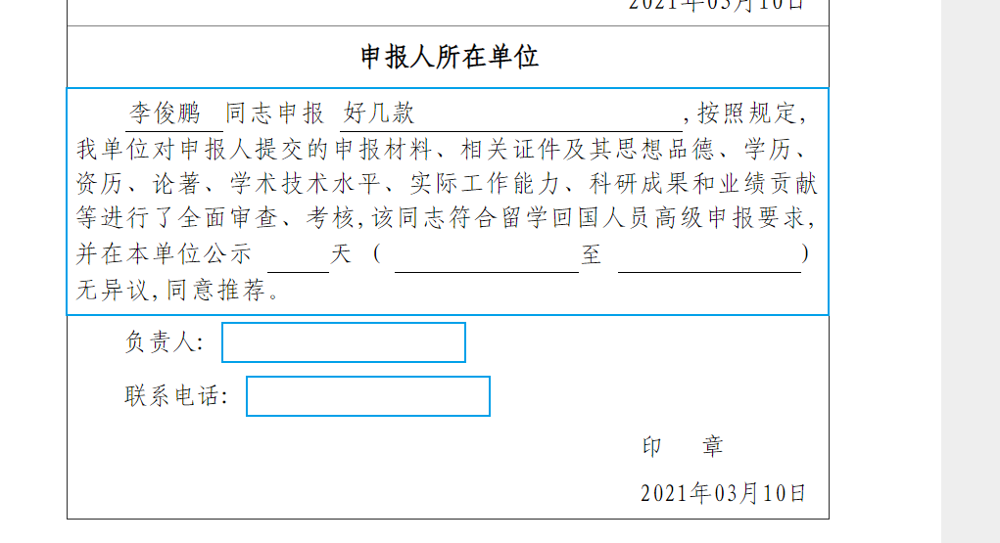 2021年03月10日
申报人所在单位
李俊鹏 同志申报 好几款 ,按照规定,
我单位对申报人提交的申报材料、相关证件及其思想品德、学历、
资历、论著、学术技术水平、实际工作能力、科研成果和业绩贡献
等进行了全面审查、考核,该同志符合留学回国人员高级申报要求,
并在本单位公示 天 ( 至 )
无异议,同意推荐。
负责人:
联系电话:
印 章
2021年03月10日